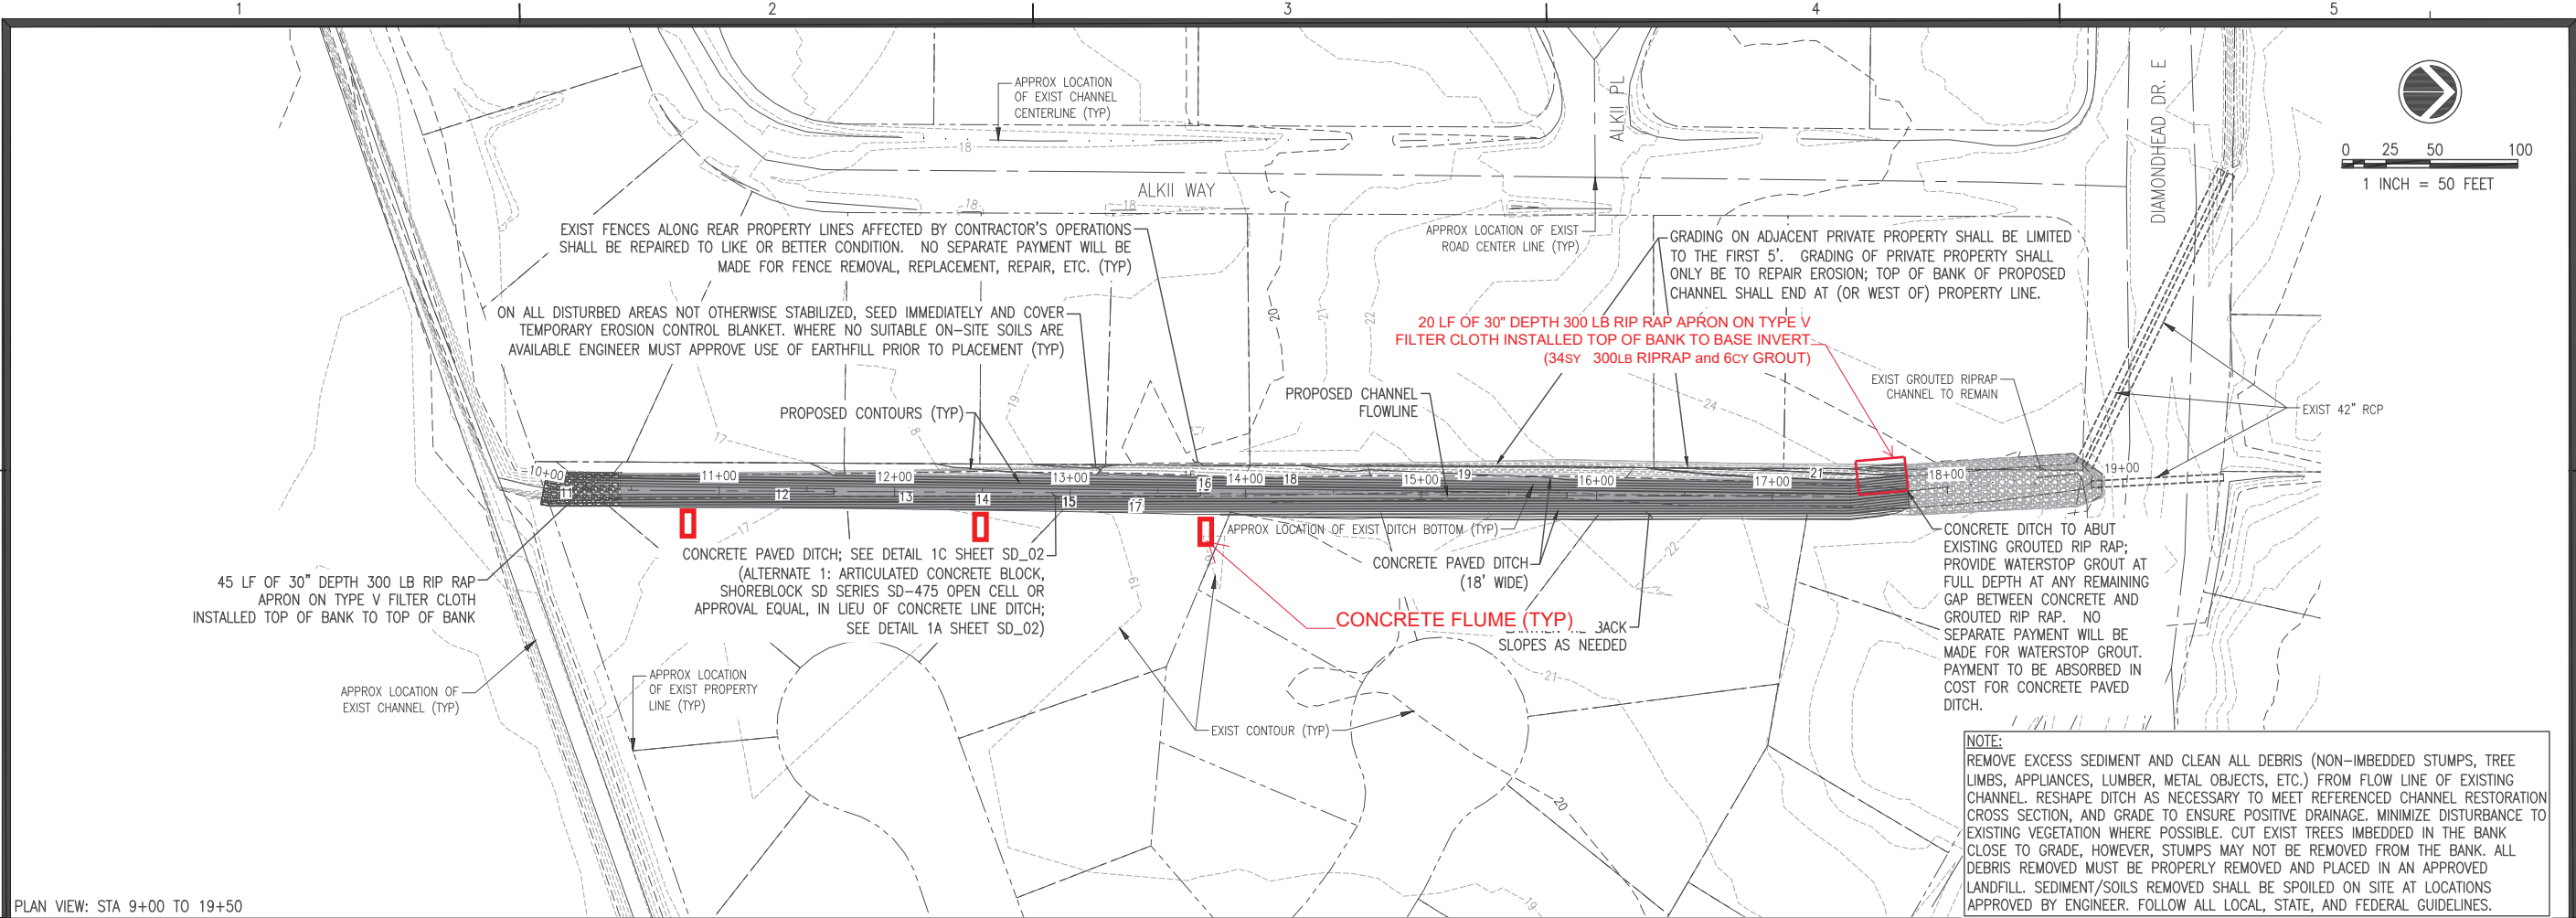 1 2 3 4 5
APPROX LOCATION
OF EXIST CHANNEL
CENTERLINE (TYP)
18
ALKII WAY
18
18
ALKII PL
DIAMONDHEAD DR. E
0 25 50 100
1 INCH = 50 FEET
EXIST FENCES ALONG REAR PROPERTY LINES AFFECTED BY CONTRACTOR'S OPERATIONS
SHALL BE REPAIRED TO LIKE OR BETTER CONDITION. NO SEPARATE PAYMENT WILL BE
MADE FOR FENCE REMOVAL, REPLACEMENT, REPAIR, ETC. (TYP)
APPROX LOCATION OF EXIST
ROAD CENTER LINE (TYP)
GRADING ON ADJACENT PRIVATE PROPERTY SHALL BE LIMITED
TO THE FIRST 5'. GRADING OF PRIVATE PROPERTY SHALL
ONLY BE TO REPAIR EROSION; TOP OF BANK OF PROPOSED
CHANNEL SHALL END AT (OR WEST OF) PROPERTY LINE.
ON ALL DISTURBED AREAS NOT OTHERWISE STABILIZED, SEED IMMEDIATELY AND COVER
TEMPORARY EROSION CONTROL BLANKET. WHERE NO SUITABLE ON-SITE SOILS ARE
AVAILABLE ENGINEER MUST APPROVE USE OF EARTHFILL PRIOR TO PLACEMENT (TYP)
20
21
22
20 LF OF 30" DEPTH 300 LB RIP RAP APRON ON TYPE V
FILTER CLOTH INSTALLED TOP OF BANK TO BASE INVERT
(34SY 300LB RIPRAP and 6CY GROUT)
PROPOSED CONTOURS (TYP)
19
PROPOSED CHANNEL
FLOWLINE
24
EXIST GROUTED RIPRAP
CHANNEL TO REMAIN
EXIST 42" RCP
17
8
17
10+00 11+00 12+00 13+00 14+00 15+00 16+00 17+00 18+00 19+00
11 12 13 14 15 16 17 18 19 21
17
APPROX LOCATION OF EXIST DITCH BOTTOM (TYP)
22
45 LF OF 30" DEPTH 300 LB RIP RAP
APRON ON TYPE V FILTER CLOTH
INSTALLED TOP OF BANK TO TOP OF BANK
CONCRETE PAVED DITCH; SEE DETAIL 1C SHEET SD_02
(ALTERNATE 1: ARTICULATED CONCRETE BLOCK,
SHOREBLOCK SD SERIES SD-475 OPEN CELL OR
APPROVAL EQUAL, IN LIEU OF CONCRETE LINE DITCH;
SEE DETAIL 1A SHEET SD_02)
19
CONCRETE PAVED DITCH
(18' WIDE)
CONCRETE FLUME (TYP)
BACK
SLOPES AS NEEDED
CONCRETE DITCH TO ABUT
EXISTING GROUTED RIP RAP;
PROVIDE WATERSTOP GROUT AT
FULL DEPTH AT ANY REMAINING
GAP BETWEEN CONCRETE AND
GROUTED RIP RAP. NO
SEPARATE PAYMENT WILL BE
MADE FOR WATERSTOP GROUT.
PAYMENT TO BE ABSORBED IN
COST FOR CONCRETE PAVED
DITCH.
APPROX LOCATION OF
EXIST CHANNEL (TYP)
APPROX LOCATION
OF EXIST PROPERTY
LINE (TYP)
21
EXIST CONTOUR (TYP)
20
19
NOTE:
REMOVE EXCESS SEDIMENT AND CLEAN ALL DEBRIS (NON-IMBEDDED STUMPS, TREE
LIMBS, APPLIANCES, LUMBER, METAL OBJECTS, ETC.) FROM FLOW LINE OF EXISTING
CHANNEL. RESHAPE DITCH AS NECESSARY TO MEET REFERENCED CHANNEL RESTORATION
CROSS SECTION, AND GRADE TO ENSURE POSITIVE DRAINAGE. MINIMIZE DISTURBANCE TO
EXISTING VEGETATION WHERE POSSIBLE. CUT EXIST TREES IMBEDDED IN THE BANK
CLOSE TO GRADE, HOWEVER, STUMPS MAY NOT BE REMOVED FROM THE BANK. ALL
DEBRIS REMOVED MUST BE PROPERLY REMOVED AND PLACED IN AN APPROVED
LANDFILL. SEDIMENT/SOILS REMOVED SHALL BE SPOILED ON SITE AT LOCATIONS
APPROVED BY ENGINEER. FOLLOW ALL LOCAL, STATE, AND FEDERAL GUIDELINES.
PLAN VIEW: STA 9+00 TO 19+50